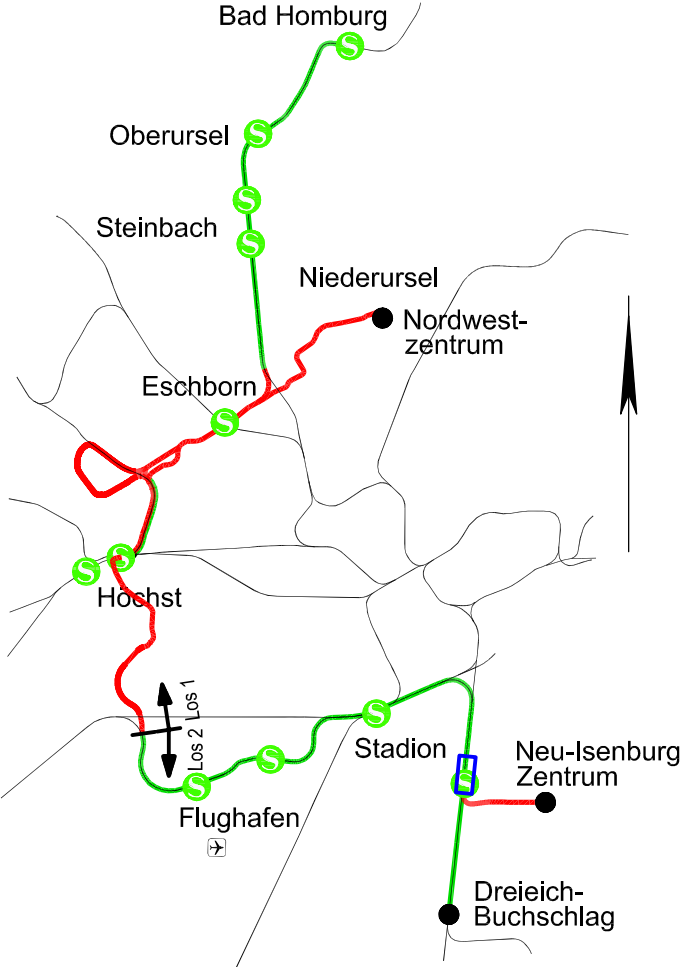 Bad Homburg
S
Oberursel
S
S
Steinbach
S
Niederursel
Nordwest-
zentrum
Eschborn
S
S
S
Höchst
Los 1
Los 2
S
Stadion
S
S
Flughafen
S
Neu-Isenburg
Zentrum
Dreieich-
Buchschlag